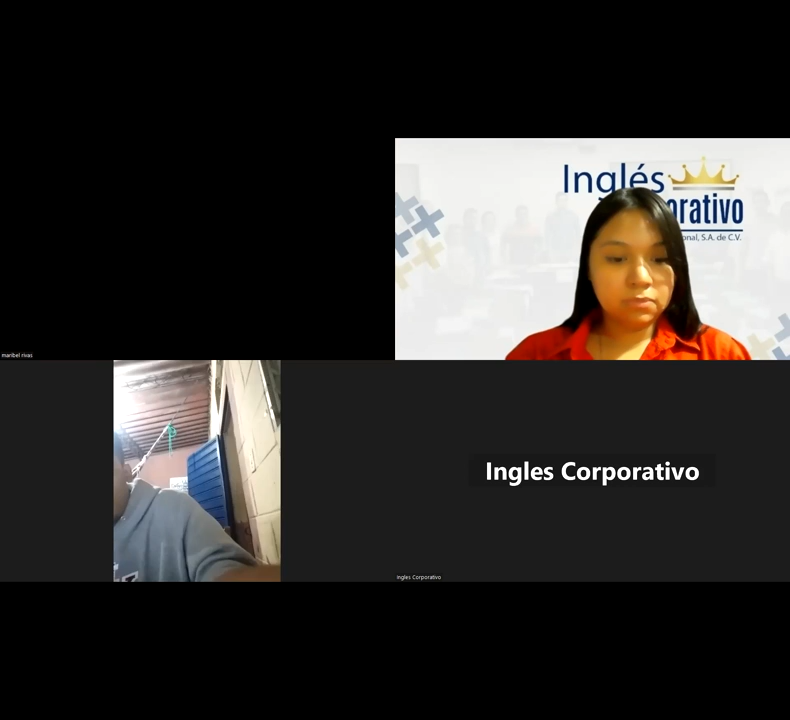 Inglés
orativo
onal, S.A. de C.V.
maribel rivas
Ingles Corporativo
Ingles Corporativo